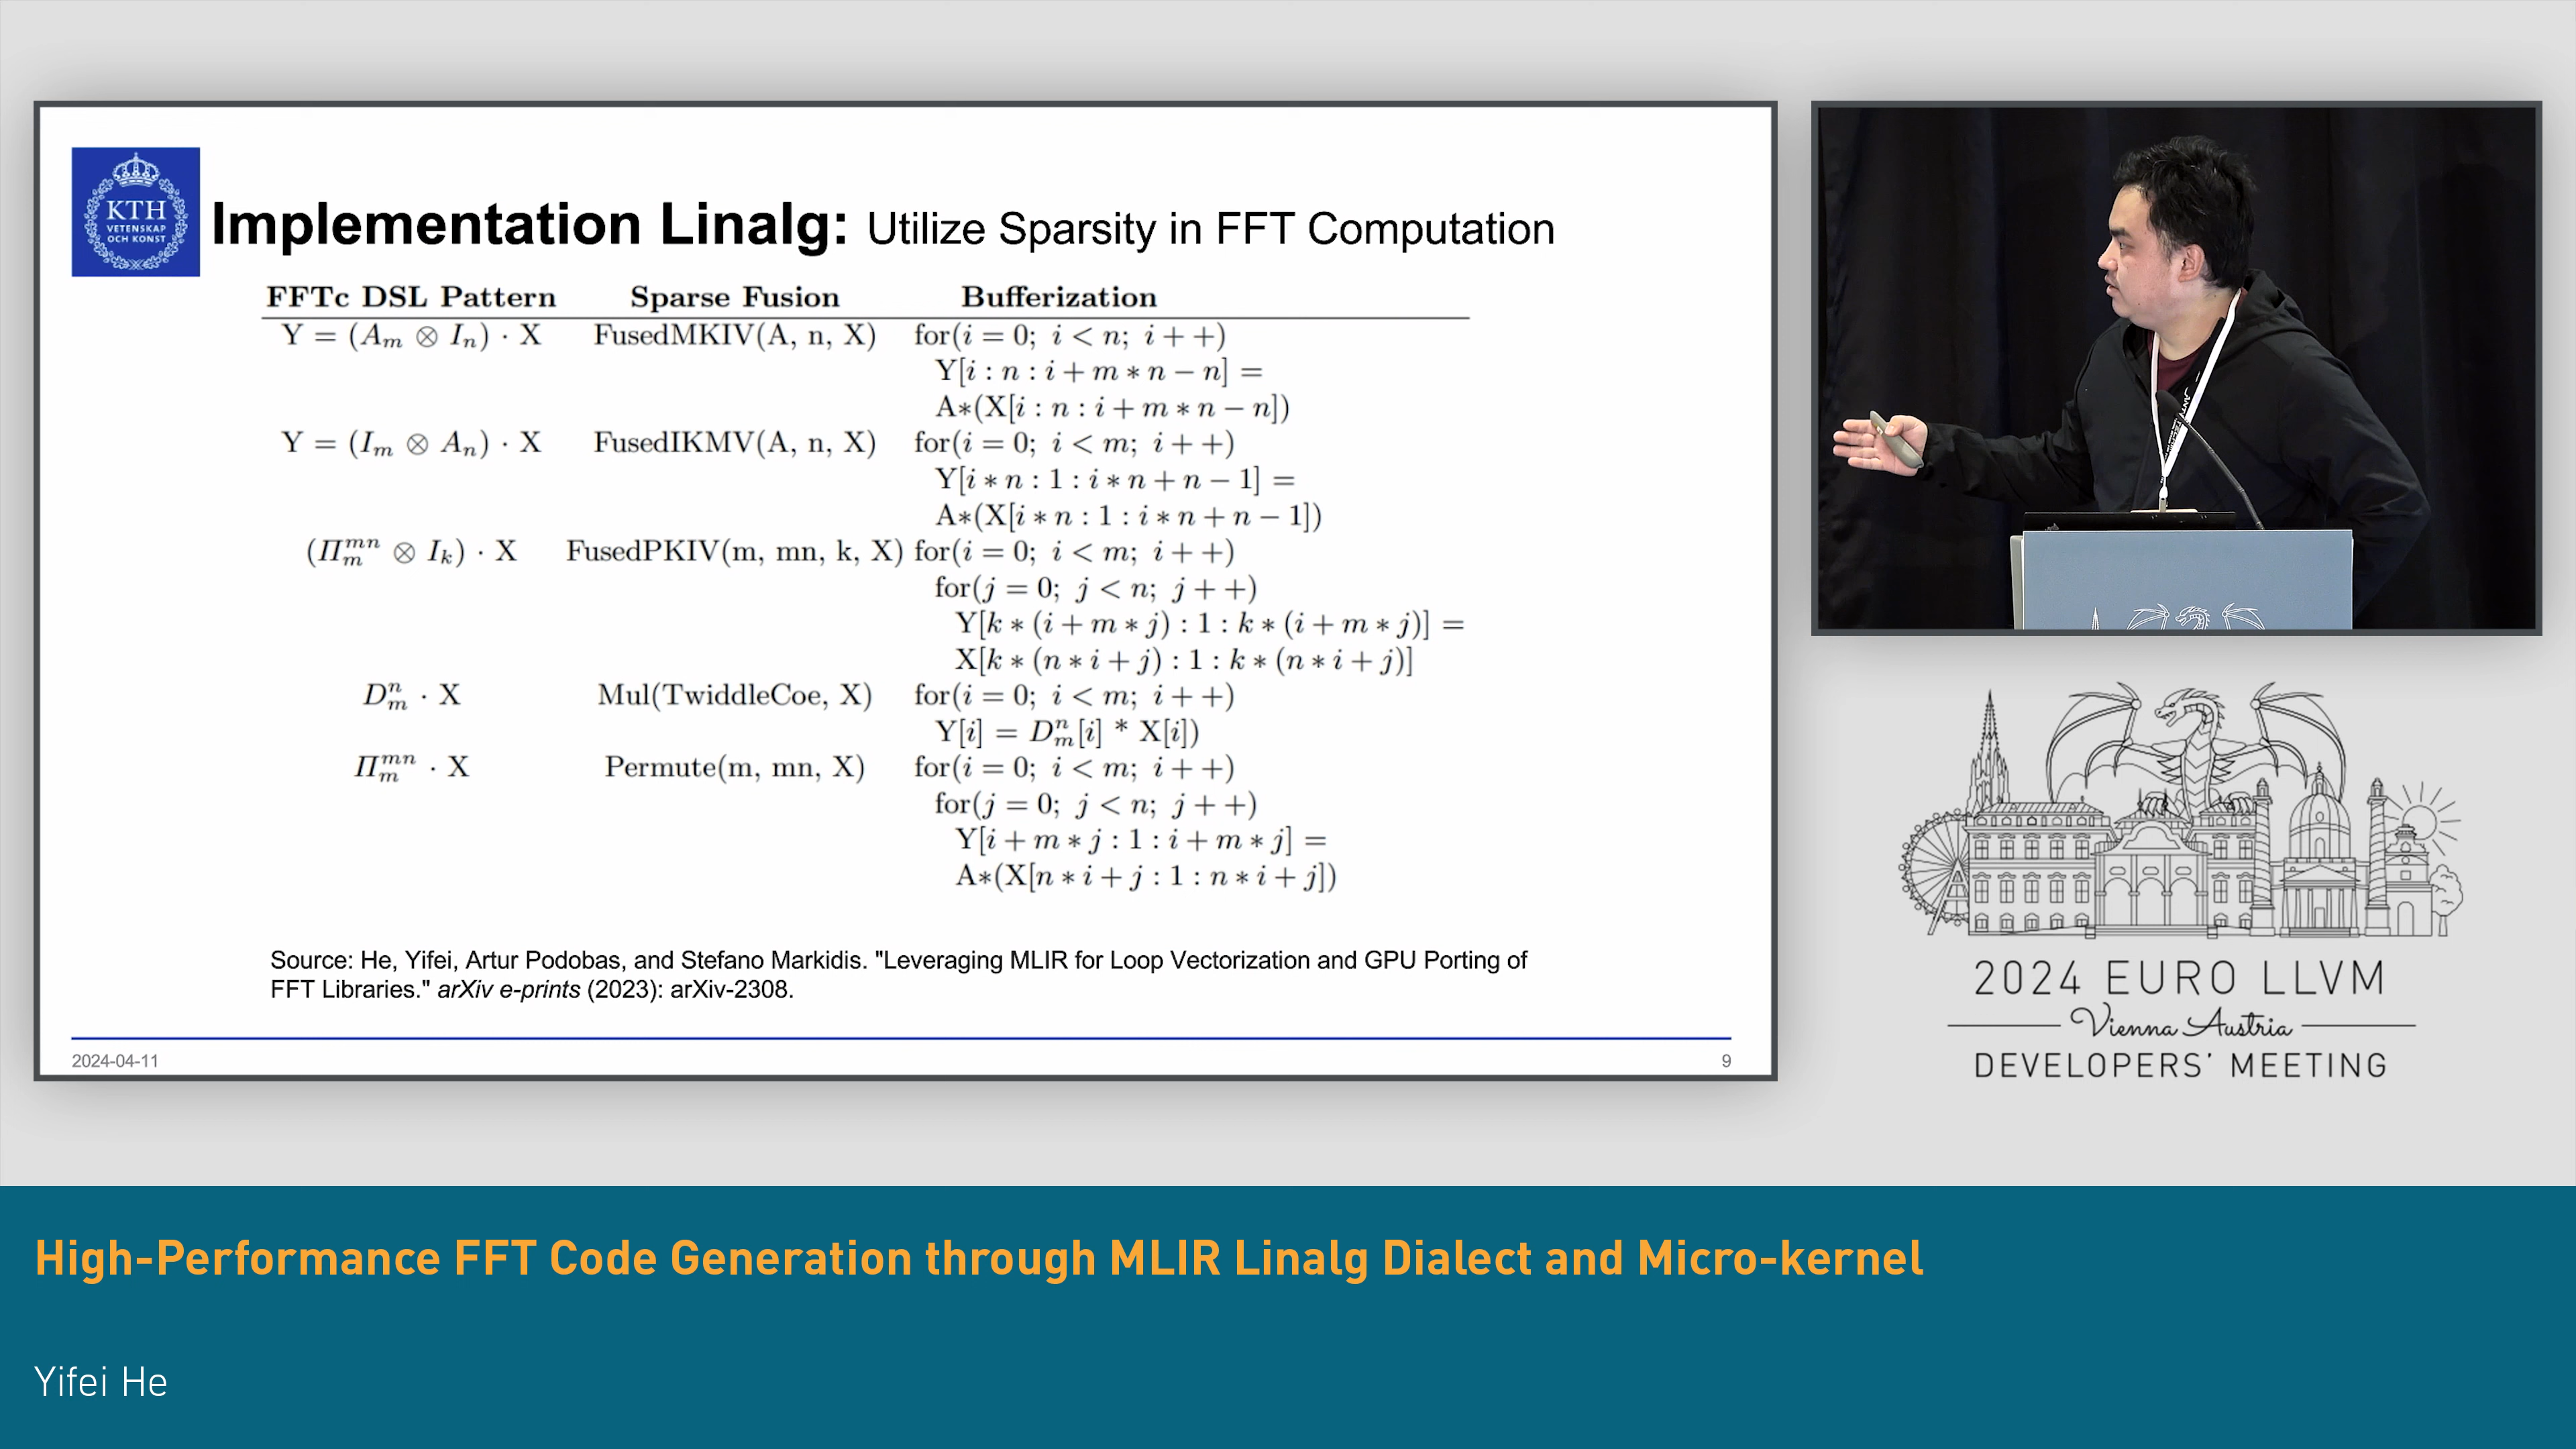 KTH
VETENSKAP
OCH KONST
Implementation Linalg: Utilize Sparsity in FFT Computation
FFTc DSL Pattern Sparse Fusion Bufferization
Y = (A_m ⊗ I_n) · X FusedMKIV(A, n, X) for(i = 0; i < n; i + +)
Y[i : n : i + m * n − n] =
A*(X[i : n : i + m * n − n])
Y = (I_m ⊗ A_n) · X FusedIKMV(A, n, X) for(i = 0; i < m; i + +)
Y[i * n : 1 : i * n + n − 1] =
A*(X[i * n : 1 : i * n + n − 1])
(Π_m^{mn} ⊗ I_k) · X FusedPKIV(m, mn, k, X) for(i = 0; i < m; i + +)
for(j = 0; j < n; j + +)
Y[k * (i + m * j) : 1 : k * (i + m * j)] =
X[k * (n * i + j) : 1 : k * (n * i + j)]
D_m^n · X Mul(TwiddleCoe, X) for(i = 0; i < m; i + +)
Y[i] = D_m^n[i] * X[i])
Π_m^{mn} · X Permute(m, mn, X) for(i = 0; i < m; i + +)
for(j = 0; j < n; j + +)
Y[i + m * j : 1 : i + m * j] =
A*(X[n * i + j : 1 : n * i + j])
Source: He, Yifei, Artur Podobas, and Stefano Markidis. "Leveraging MLIR for Loop Vectorization and GPU Porting of
FFT Libraries." arXiv e-prints (2023): arXiv-2308.
2024-04-11 9
2024 EURO LLVM
Vienna Austria
DEVELOPERS' MEETING
High-Performance FFT Code Generation through MLIR Linalg Dialect and Micro-kernel
Yifei He